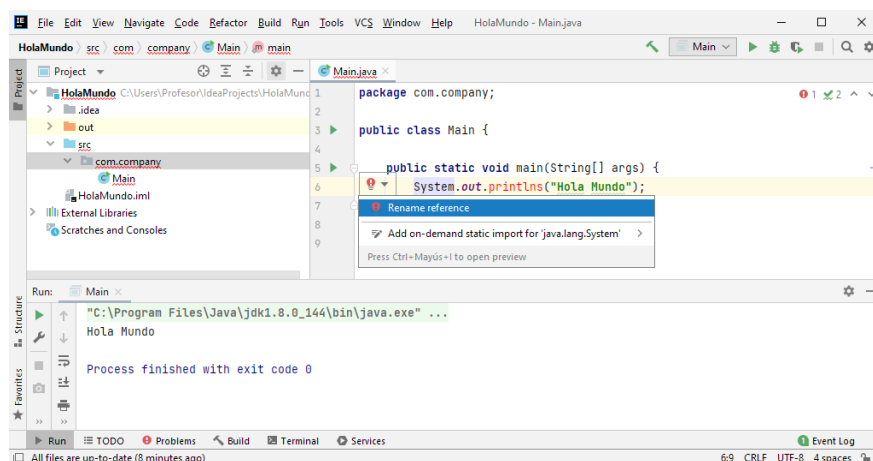 File Edit View Navigate Code Refactor Build Run Tools VCS Window Help HolaMundo - Main.java
HolaMundo src com company Main main Main
Project Main.java
HolaMundo C:\Users\Profesor\IdeaProjects\HolaMund 1 package com.company; 1 2
.idea 2
out 3 public class Main {
src 4
com.company 5 public static void main(String[] args) {
Main 6 System.out.printlns("Hola Mundo");
HolaMundo.iml 7 Rename reference
External Libraries 8
Scratches and Consoles 9 Add on-demand static import for 'java.lang.System'
Press Ctrl+Mayús+I to open preview
Project
Run: Main
"C:\Program Files\Java\jdk1.8.0_144\bin\java.exe" ...
Hola Mundo
Process finished with exit code 0
Structure
Favorites
Run TODO Problems Build Terminal Services 1 Event Log
All files are up-to-date (8 minutes ago) 6:9 CRLF UTF-8 4 spaces